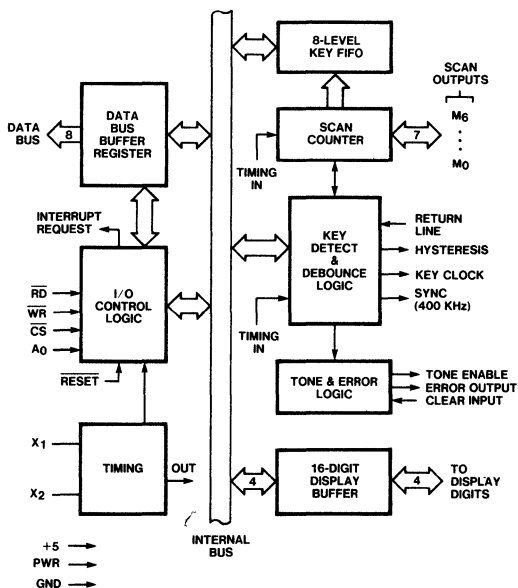 8-LEVEL
KEY FIFO
SCAN
OUTPUTS
DATA
BUS
8
DATA
BUS
BUFFER
REGISTER
SCAN
COUNTER
7
M6
M0
TIMING
IN
INTERRUPT
REQUEST
KEY
DETECT
&
DEBOUNCE
LOGIC
RETURN
LINE
HYSTERESIS
KEY CLOCK
SYNC
(400 KHz)
TIMING
IN
RD
WR
CS
A0
I/O
CONTROL
LOGIC
RESET
TONE & ERROR
LOGIC
TONE ENABLE
ERROR OUTPUT
CLEAR INPUT
X1
X2
TIMING
OUT
4
16-DIGIT
DISPLAY
BUFFER
4
TO
DISPLAY
DIGITS
INTERNAL
BUS
+5
PWR
GND